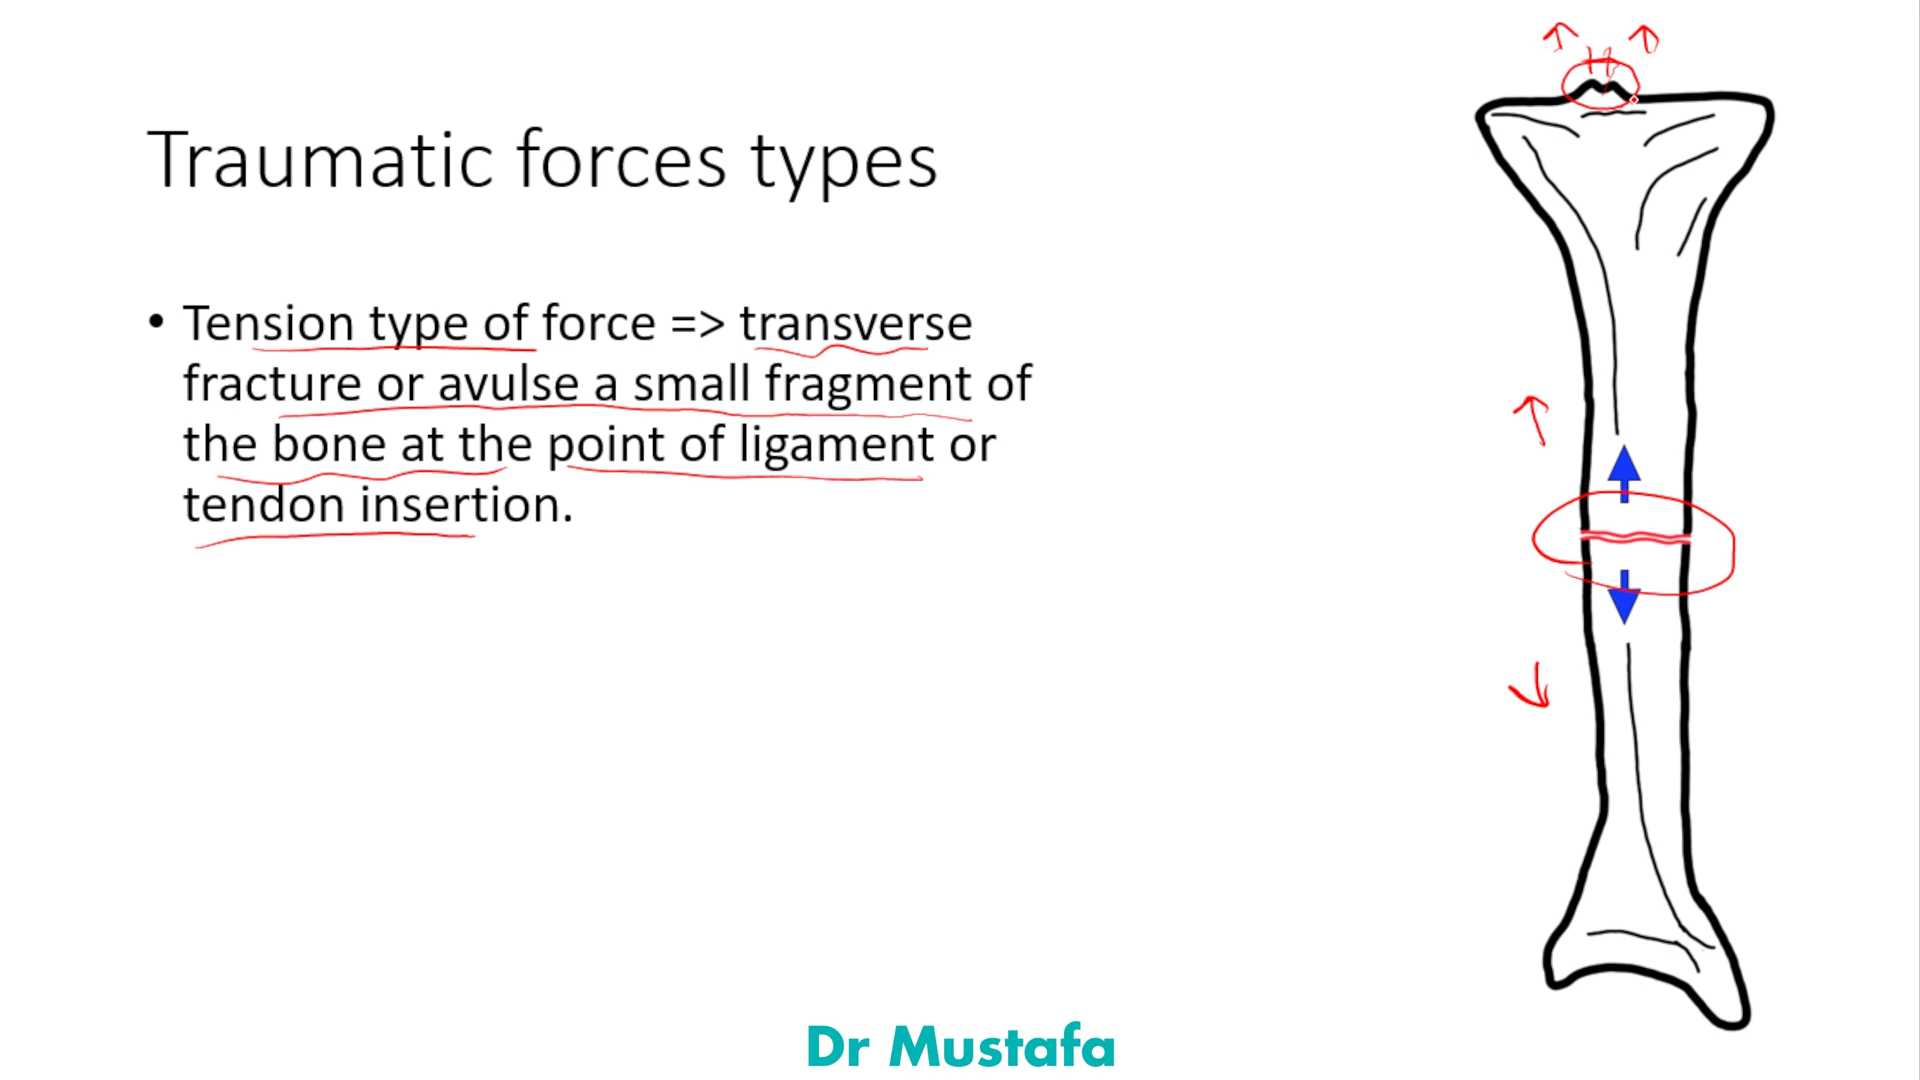 Traumatic forces types
• Tension type of force => transverse
fracture or avulse a small fragment of
the bone at the point of ligament or
tendon insertion.
Dr Mustafa